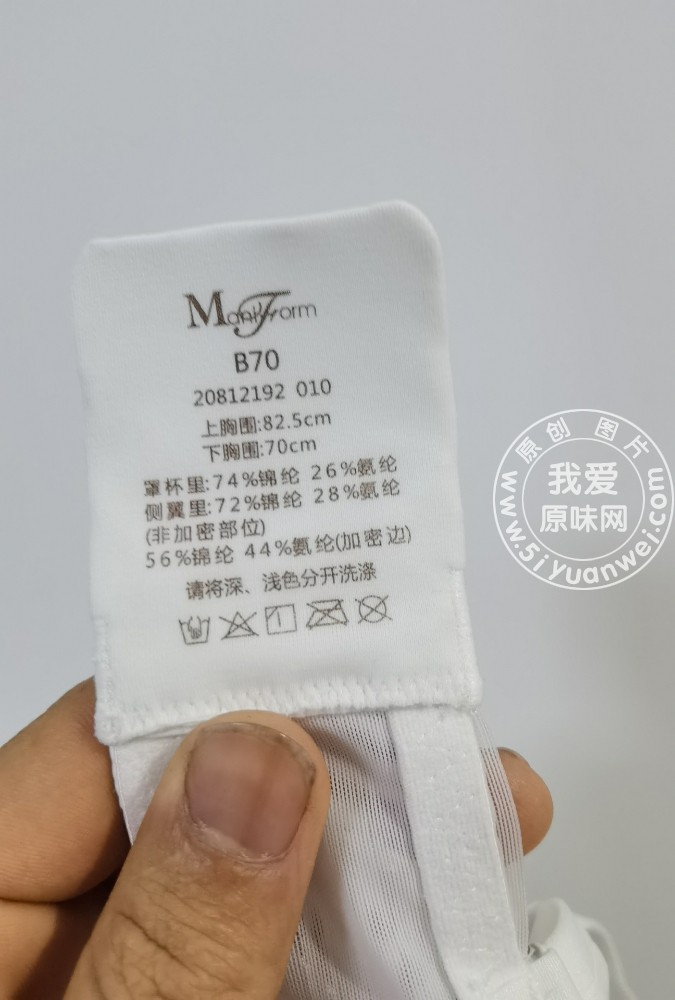 ManiForm
B70
20812192 010
上胸围:82.5cm
下胸围:70cm
罩杯里:74%锦纶 26%氨纶
侧翼里:72%锦纶 28%氨纶
(非加密部位)
56%锦纶 44%氨纶(加密边)
请将深、浅色分开洗涤
原创 图片
我爱
原味网
www.5iyuanwei.com